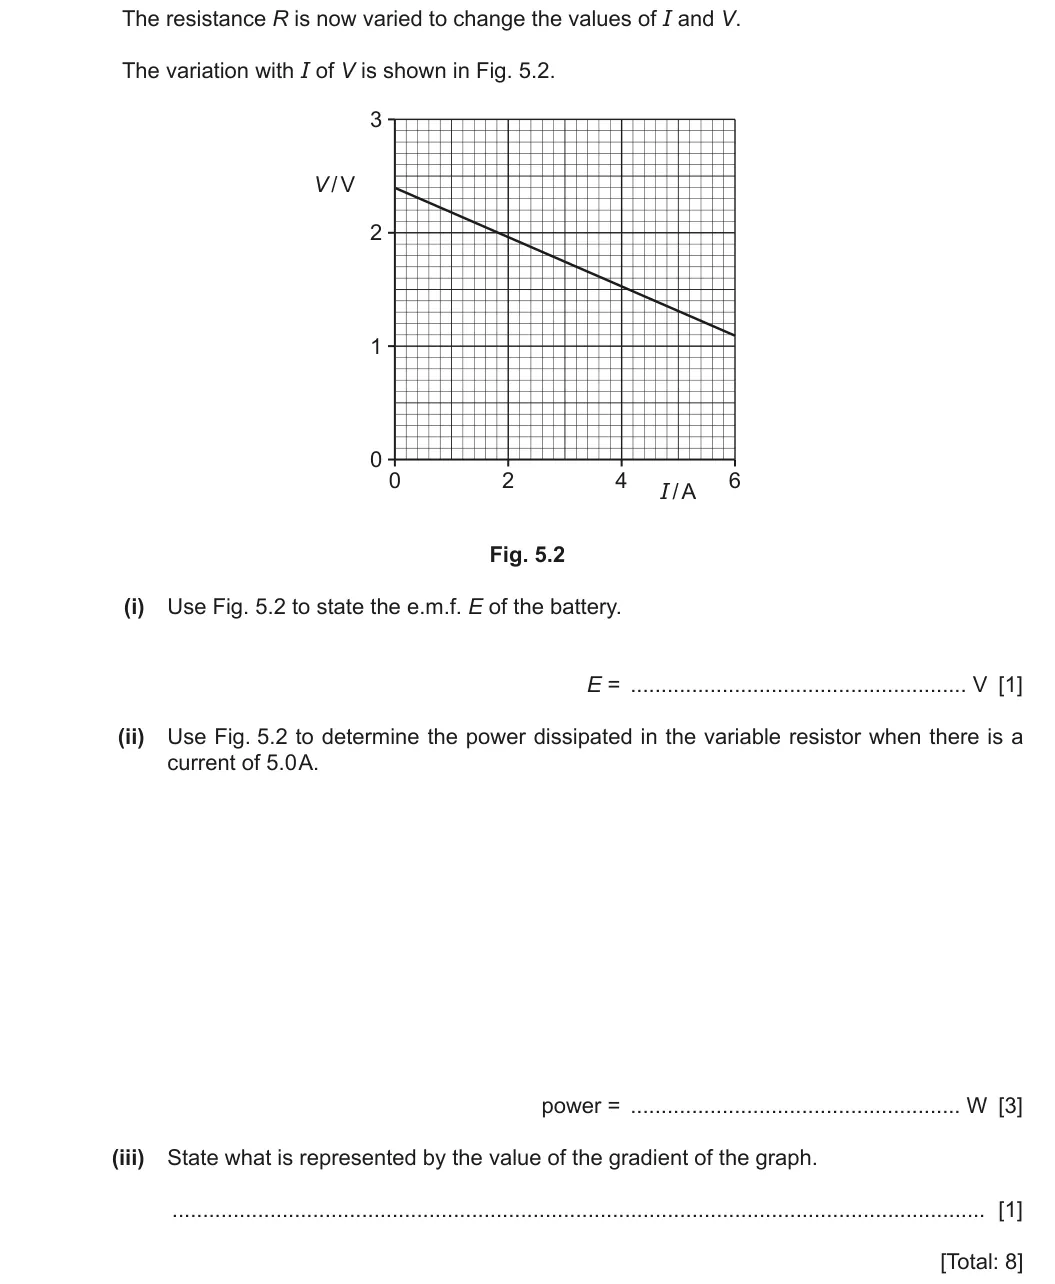 The resistance R is now varied to change the values of I and V.
The variation with I of V is shown in Fig. 5.2.
3
V/V
2
1
0
0 2 4 6
I/A
Fig. 5.2
(i) Use Fig. 5.2 to state the e.m.f. E of the battery.
E = ........................................................ V [1]
(ii) Use Fig. 5.2 to determine the power dissipated in the variable resistor when there is a
current of 5.0A.
power = ....................................................... W [3]
(iii) State what is represented by the value of the gradient of the graph.
....................................................................................................................................... [1]
[Total: 8]